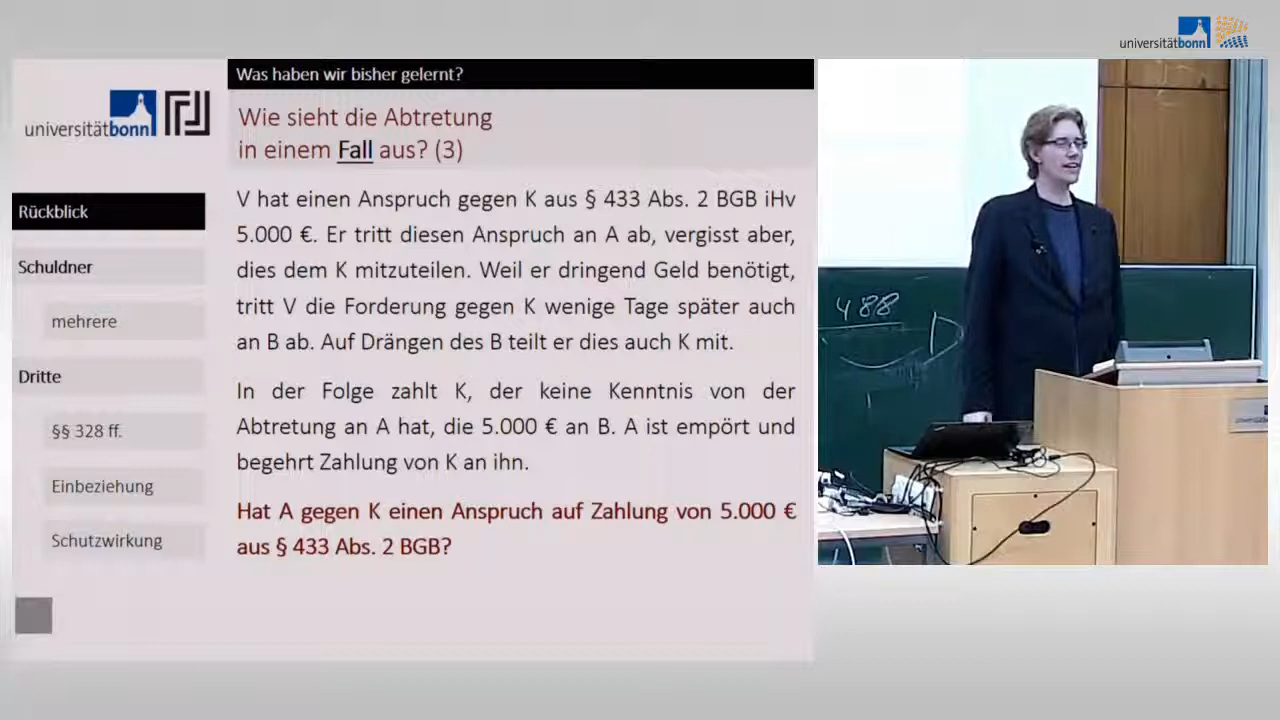 universitätbonn
Was haben wir bisher gelernt?
universitätbonn
Wie sieht die Abtretung
in einem Fall aus? (3)
Rückblick
Schuldner
mehrere
Dritte
§§ 328 ff.
Einbeziehung
Schutzwirkung
V hat einen Anspruch gegen K aus § 433 Abs. 2 BGB iHv
5.000 €. Er tritt diesen Anspruch an A ab, vergisst aber,
dies dem K mitzuteilen. Weil er dringend Geld benötigt,
tritt V die Forderung gegen K wenige Tage später auch
an B ab. Auf Drängen des B teilt er dies auch K mit.
In der Folge zahlt K, der keine Kenntnis von der
Abtretung an A hat, die 5.000 € an B. A ist empört und
begehrt Zahlung von K an ihn.
Hat A gegen K einen Anspruch auf Zahlung von 5.000 €
aus § 433 Abs. 2 BGB?
488